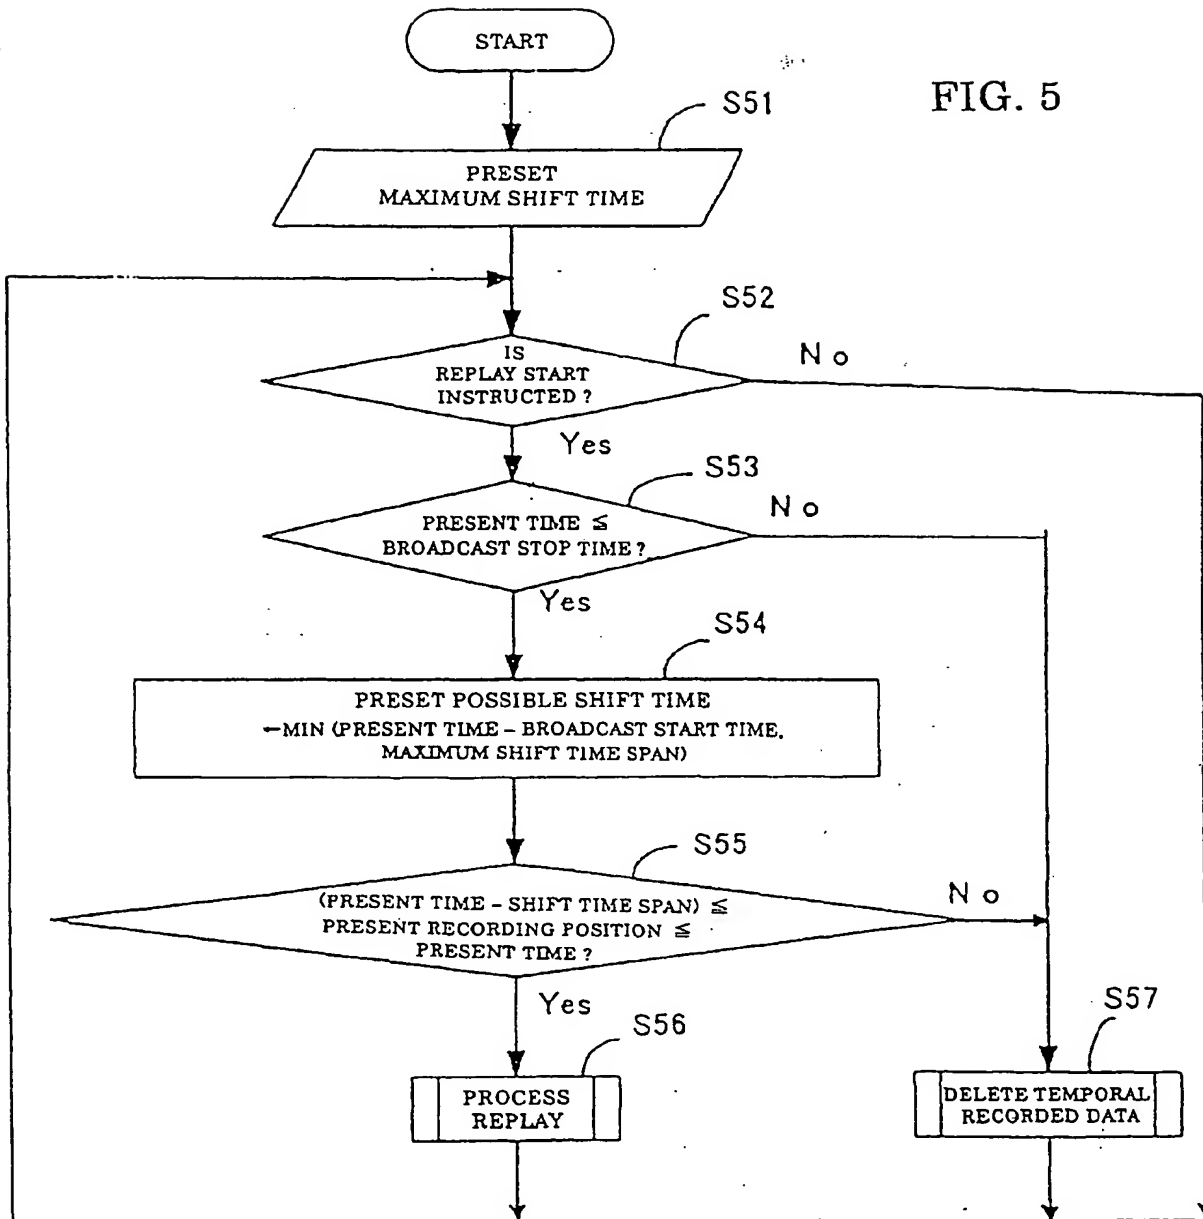 START
FIG. 5
S51
PRESET
MAXIMUM SHIFT TIME
S52
IS
REPLAY START
INSTRUCTED ?
No
Yes
S53
PRESENT TIME ≦
BROADCAST STOP TIME ?
No
Yes
S54
PRESET POSSIBLE SHIFT TIME
←MIN (PRESENT TIME – BROADCAST START TIME,
MAXIMUM SHIFT TIME SPAN)
S55
(PRESENT TIME – SHIFT TIME SPAN) ≦
PRESENT RECORDING POSITION ≦
PRESENT TIME ?
No
Yes
S56
PROCESS
REPLAY
S57
DELETE TEMPORAL
RECORDED DATA